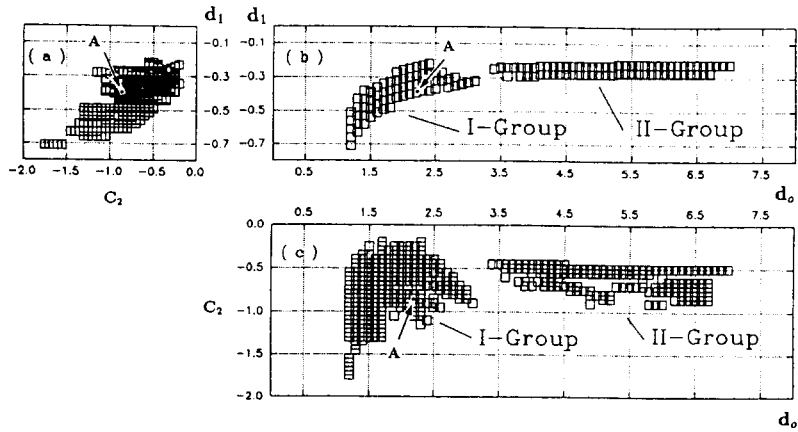 d₁
d₁
-0.1
-0.3
-0.5
-0.7
( a )
A
-2.0 -1.5 -1.0 -0.5 0.0
C₂
-0.1
-0.3
-0.5
-0.7
( b )
A
I-Group
II-Group
0.5 1.5 2.5 3.5 4.5 5.5 6.5 7.5
d₀
0.5 1.5 2.5 3.5 4.5 5.5 6.5 7.5
0.0
-0.5
-1.0
-1.5
-2.0
C₂
( c )
A
I-Group
II-Group
d₀